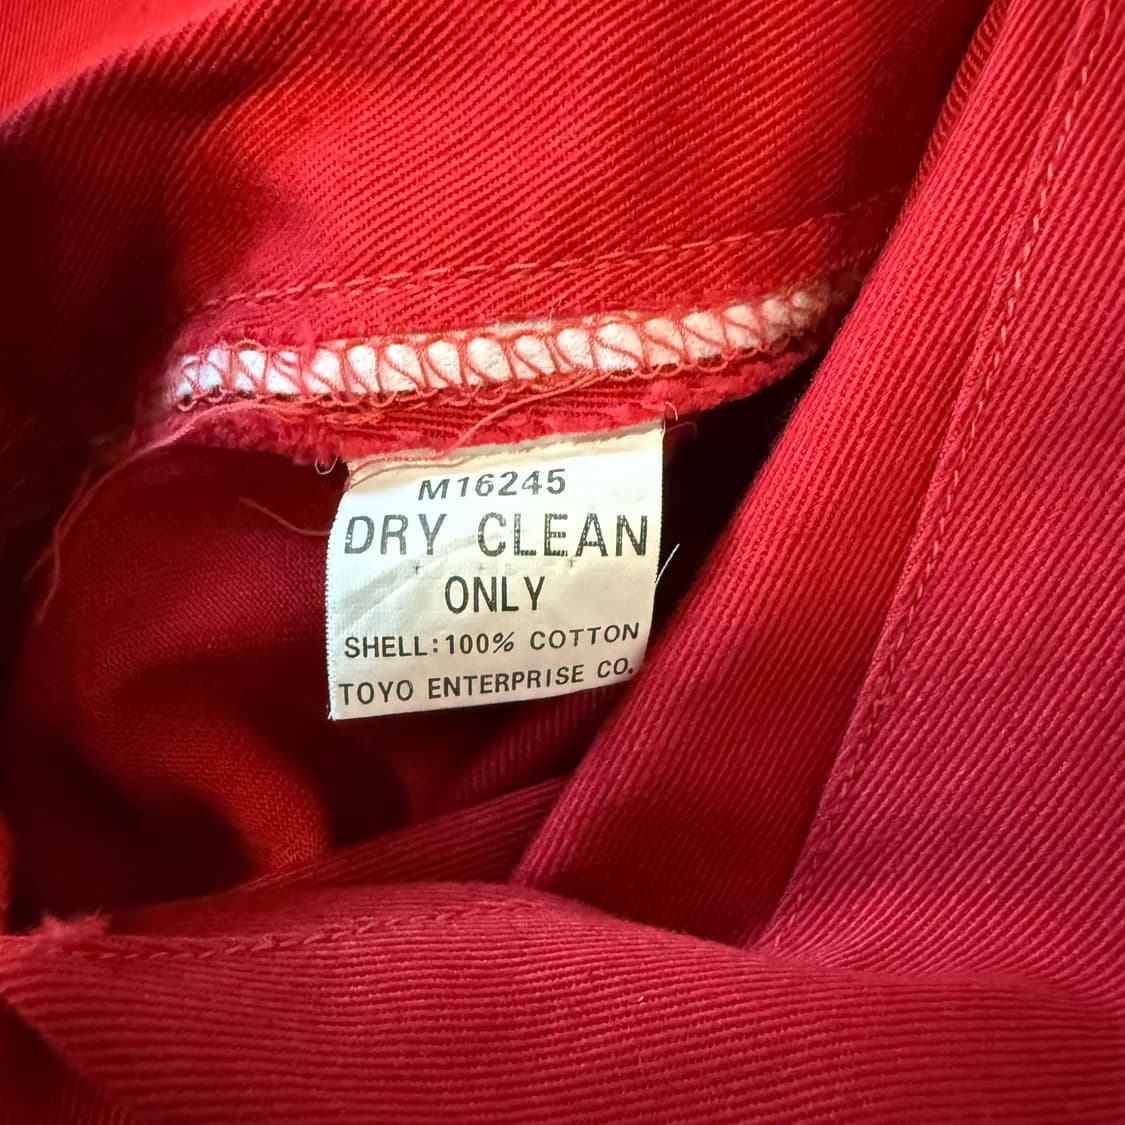 M16245
DRY CLEAN
ONLY
SHELL:100% COTTON
TOYO ENTERPRISE CO.